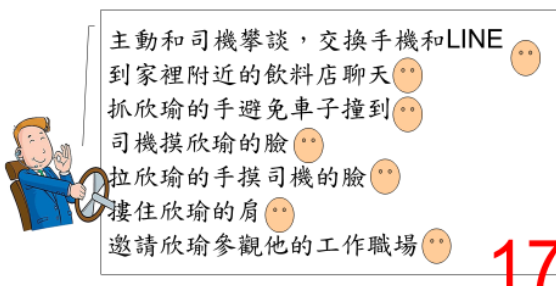 主動和司機攀談，交換手機和LINE
到家裡附近的飲料店聊天
抓欣瑜的手避免車子撞到
司機摸欣瑜的臉
拉欣瑜的手摸司機的臉
摟住欣瑜的肩
邀請欣瑜參觀他的工作職場
17